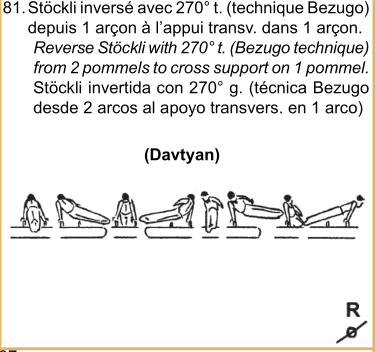 81. Stöckli inversé avec 270° t. (technique Bezugo)
depuis 1 arçon à l'appui transv. dans 1 arçon.
Reverse Stöckli with 270° t. (Bezugo technique)
from 2 pommels to cross support on 1 pommel.
Stöckli invertida con 270° g. (técnica Bezugo
desde 2 arcos al apoyo transvers. en 1 arco)
(Davtyan)
R